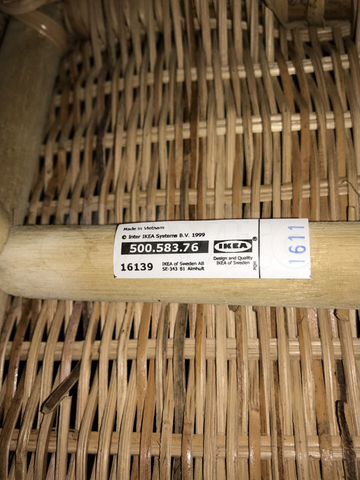 Made in Vietnam
© Inter IKEA Systems B.V. 1999
500.583.76
IKEA
16139
IKEA of Sweden AB
SE-343 81 Älmhult
Design and Quality
IKEA of Sweden
1611